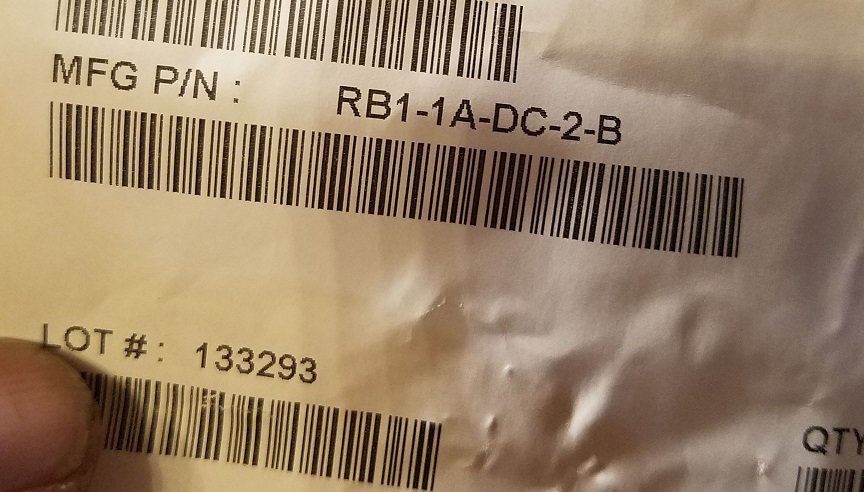 MFG P/N : RB1-1A-DC-2-B
LOT # : 133293
QTY